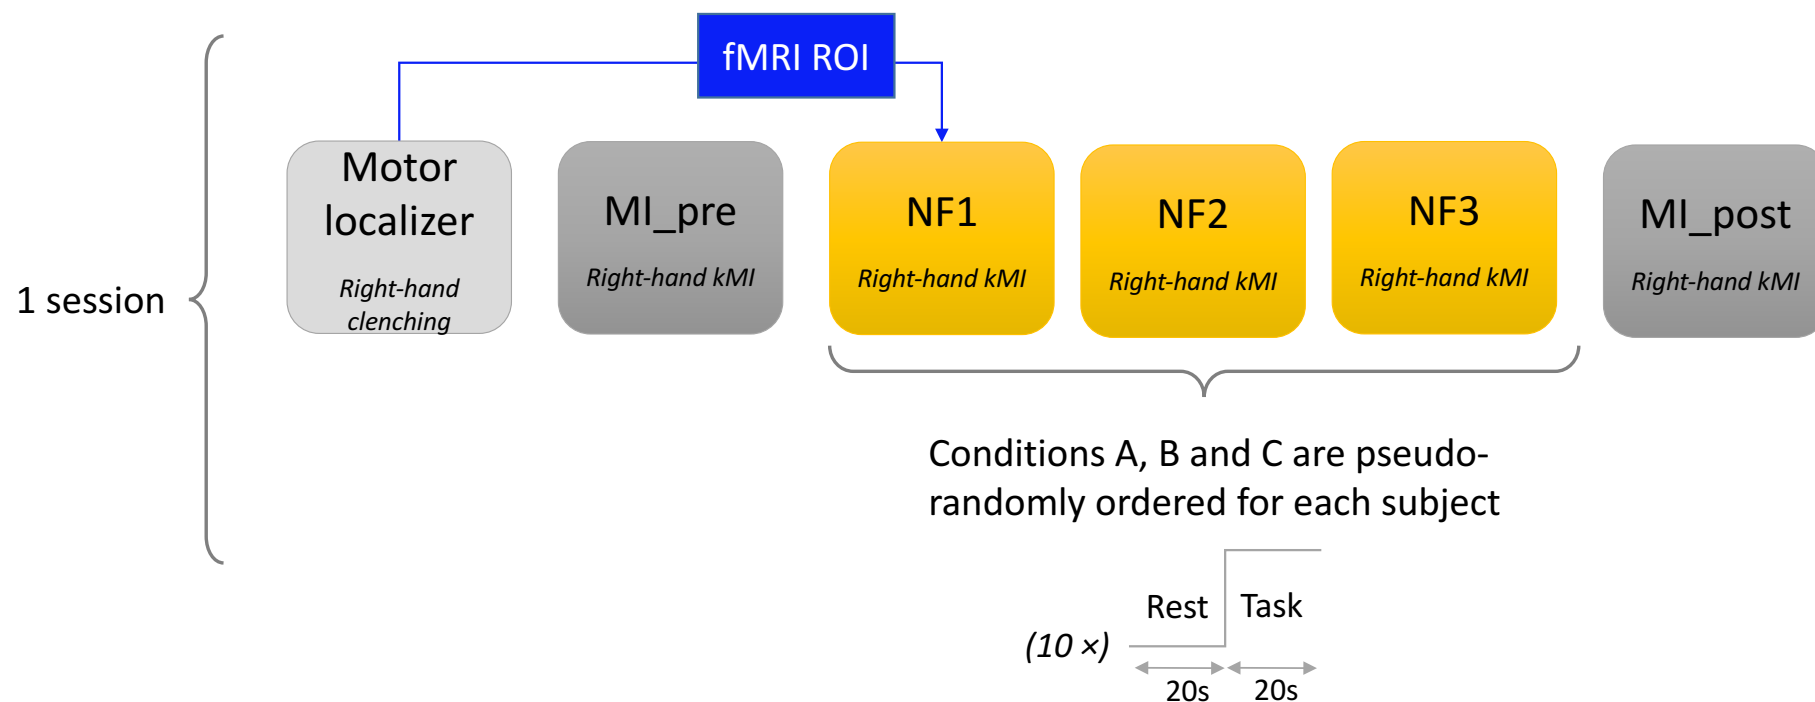 fMRI ROI
1 session
Motor
localizer
Right-hand
clenching
MI_pre
Right-hand kMI
NF1
Right-hand kMI
NF2
Right-hand kMI
NF3
Right-hand kMI
MI_post
Right-hand kMI
Conditions A, B and C are pseudo-
randomly ordered for each subject
Rest Task
(10 ×)
20s 20s